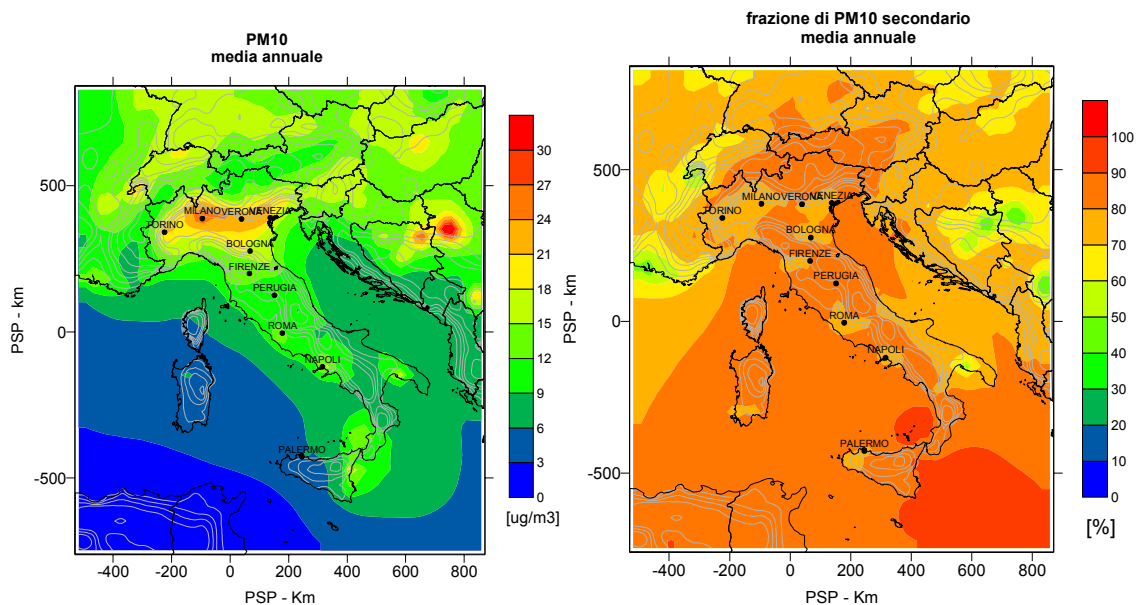 PM10
media annuale
MILANO
VERONA
VENEZIA
TORINO
BOLOGNA
FIRENZE
PERUGIA
ROMA
NAPOLI
PALERMO
500
0
-500
PSP - km
-400 -200 0 200 400 600 800
PSP - Km
30
27
24
21
18
15
12
9
6
3
0
[ug/m3]
frazione di PM10 secondario
media annuale
MILANO
VERONA
VENEZIA
TORINO
BOLOGNA
FIRENZE
PERUGIA
ROMA
NAPOLI
PALERMO
500
0
-500
PSP - km
-400 -200 0 200 400 600 800
PSP - Km
100
90
80
70
60
50
40
30
20
10
0
[%]